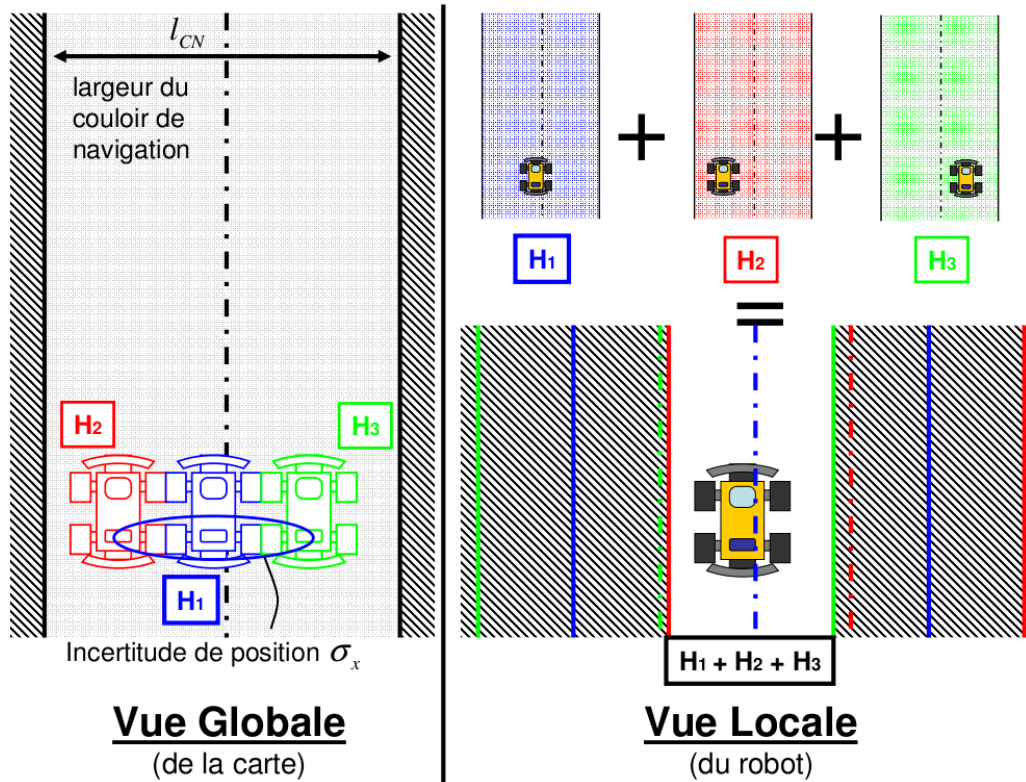 l_CN
largeur du
couloir de
navigation
H2
H3
H1
Incertitude de position σ_x
Vue Globale
(de la carte)
+
+
H1
H2
H3
=
H1 + H2 + H3
Vue Locale
(du robot)